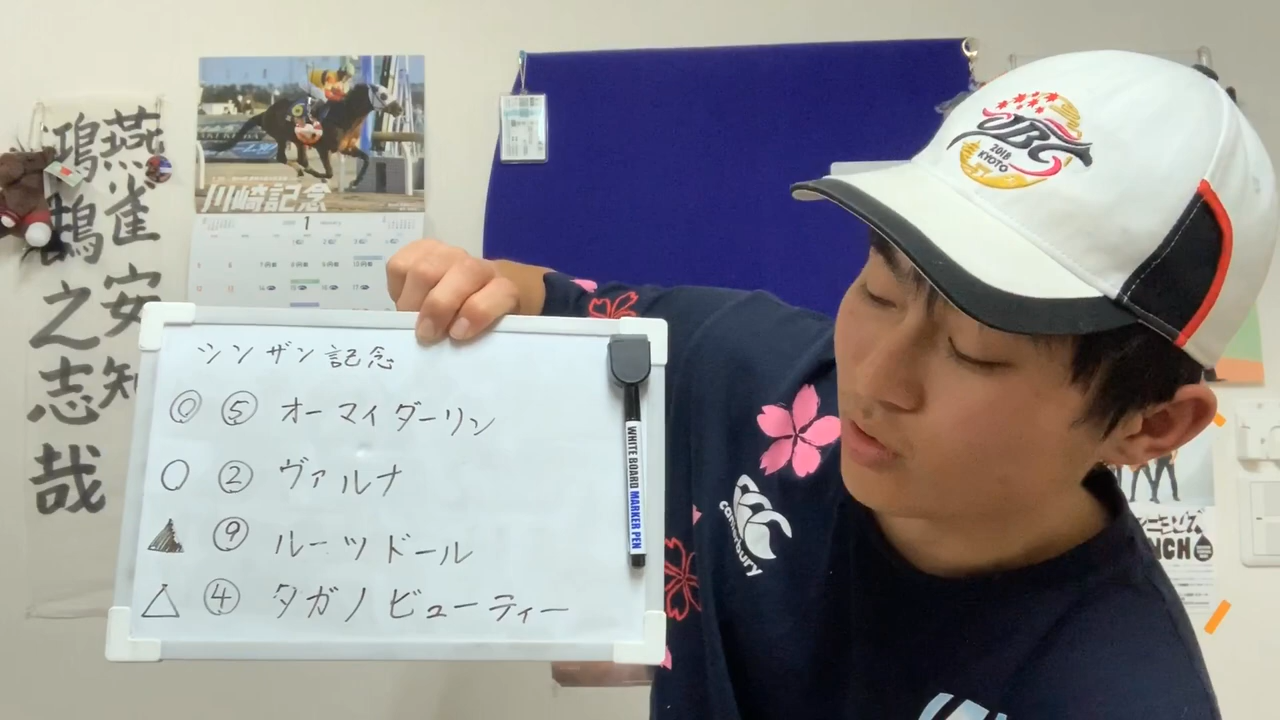 燕雀安知
鴻鵠之志哉
川崎記念
1
JBC
2018
KYOTO
シンザン記念
◎ ⑤ オーマイダーリン
○ ② ヴァルナ
▲ ⑨ ルーツドール
△ ④ タガノビューティー
WHITE BOARD MARKER PEN
canterbury